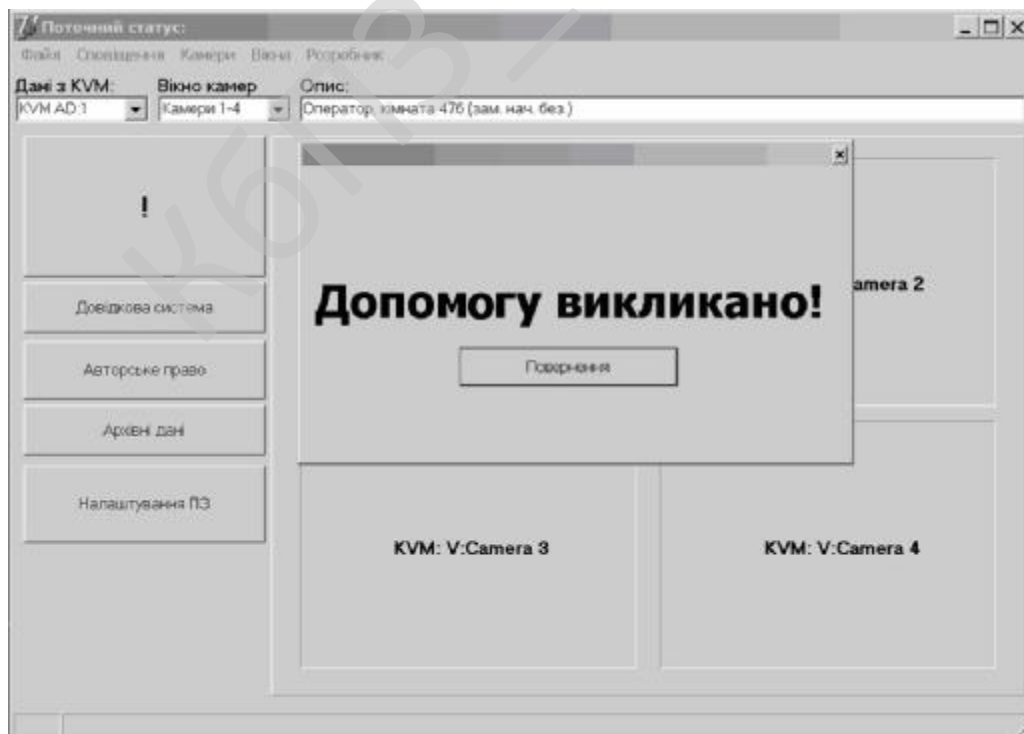 Поточний статус:
Файл Сповіщення Камери Вікна Розробник
Дані з KVM: Вікно камер Опис:
KVM AD:1 Камери 1-4 Оператор, кімната 476 (зам. нач. без.)
!
Довідкова система
Авторське право
Архівні дані
Налаштування ПЗ
Допомогу викликано!
Повернення
amera 2
KVM: V:Camera 3 KVM: V:Camera 4
КбПЗ –